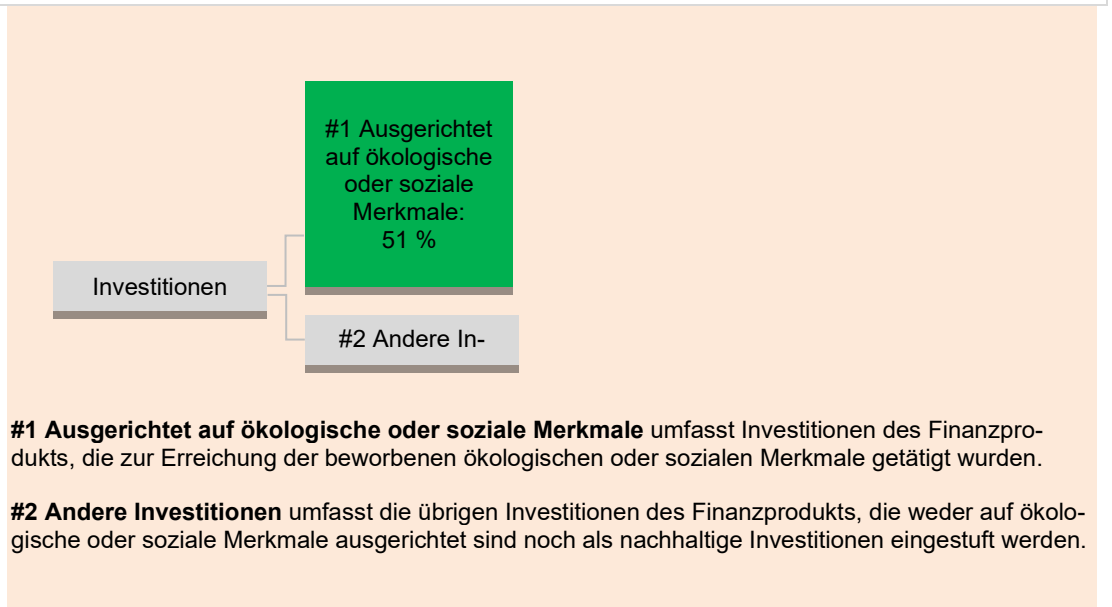 #1 Ausgerichtet
auf ökologische
oder soziale
Merkmale:
51 %
Investitionen
#2 Andere In-
#1 Ausgerichtet auf ökologische oder soziale Merkmale umfasst Investitionen des Finanzpro-
dukts, die zur Erreichung der beworbenen ökologischen oder sozialen Merkmale getätigt wurden.
#2 Andere Investitionen umfasst die übrigen Investitionen des Finanzprodukts, die weder auf ökolo-
gische oder soziale Merkmale ausgerichtet sind noch als nachhaltige Investitionen eingestuft werden.